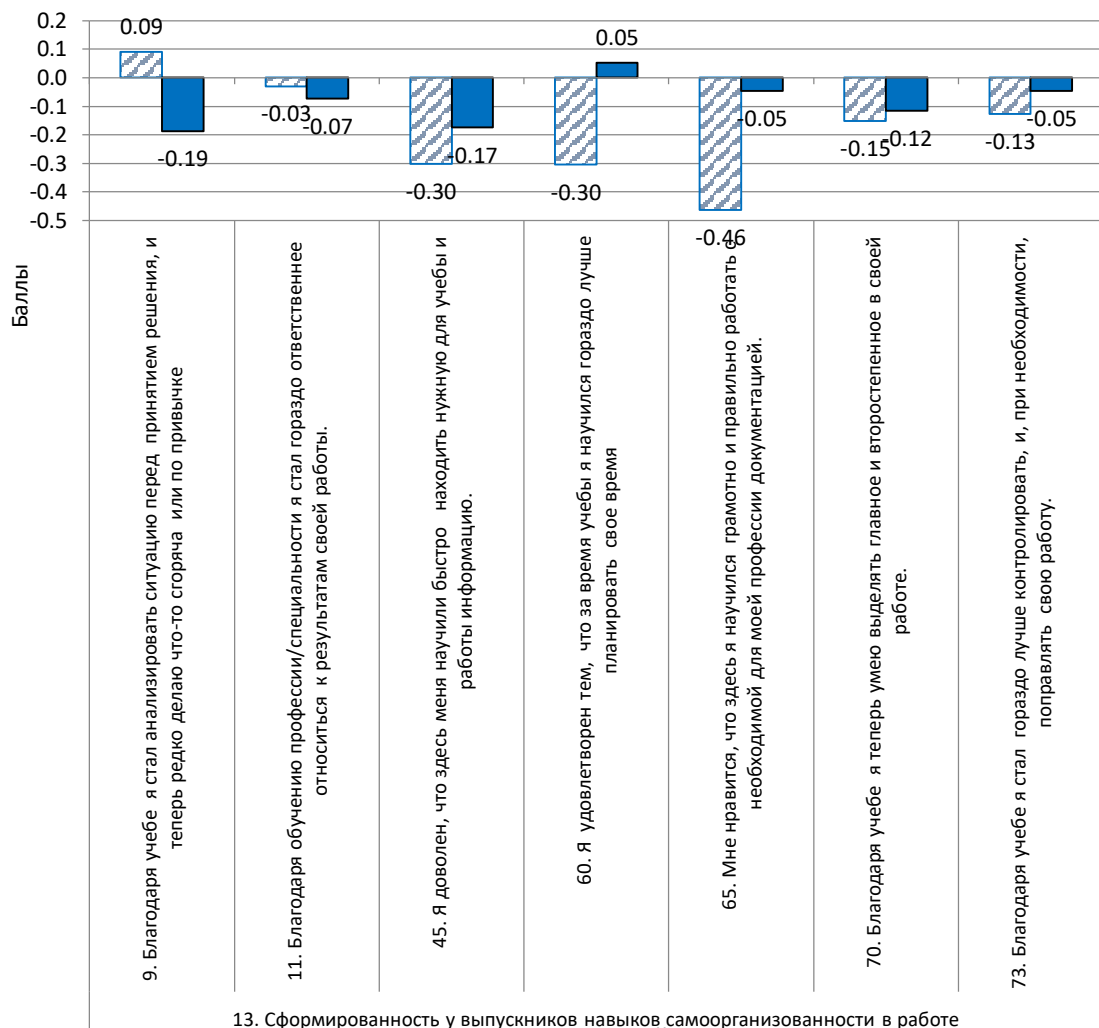 0.2
0.1
0.0
-0.1
-0.2
-0.3
-0.4
-0.5
Баллы
0.09
-0.19
-0.03
-0.07
-0.30
-0.17
-0.30
0.05
-0.46
-0.05
-0.15
-0.12
-0.13
-0.05
9. Благодаря учебе я стал анализировать ситуацию перед принятием решения, и
теперь редко делаю что-то сгоряча или по привычке
11. Благодаря обучению профессии/специальности я стал гораздо ответственнее
относиться к результатам своей работы.
45. Я доволен, что здесь меня научили быстро находить нужную для учебы и
работы информацию.
60. Я удовлетворен тем, что за время учебы я научился гораздо лучше
планировать свое время
65. Мне нравится, что здесь я научился грамотно и правильно работать с
необходимой для моей профессии документацией.
70. Благодаря учебе я теперь умею выделять главное и второстепенное в своей
работе.
73. Благодаря учебе я стал гораздо лучше контролировать, и, при необходимости,
поправлять свою работу.
13. Сформированность у выпускников навыков самоорганизованности в работе